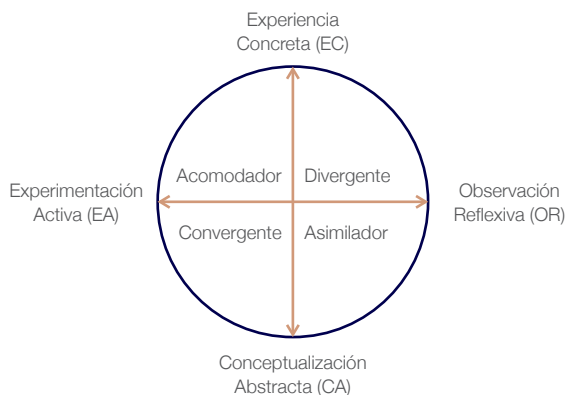 Experiencia
Concreta (EC)
Acomodador
Divergente
Experimentación
Activa (EA)
Observación
Reflexiva (OR)
Convergente
Asimilador
Conceptualización
Abstracta (CA)